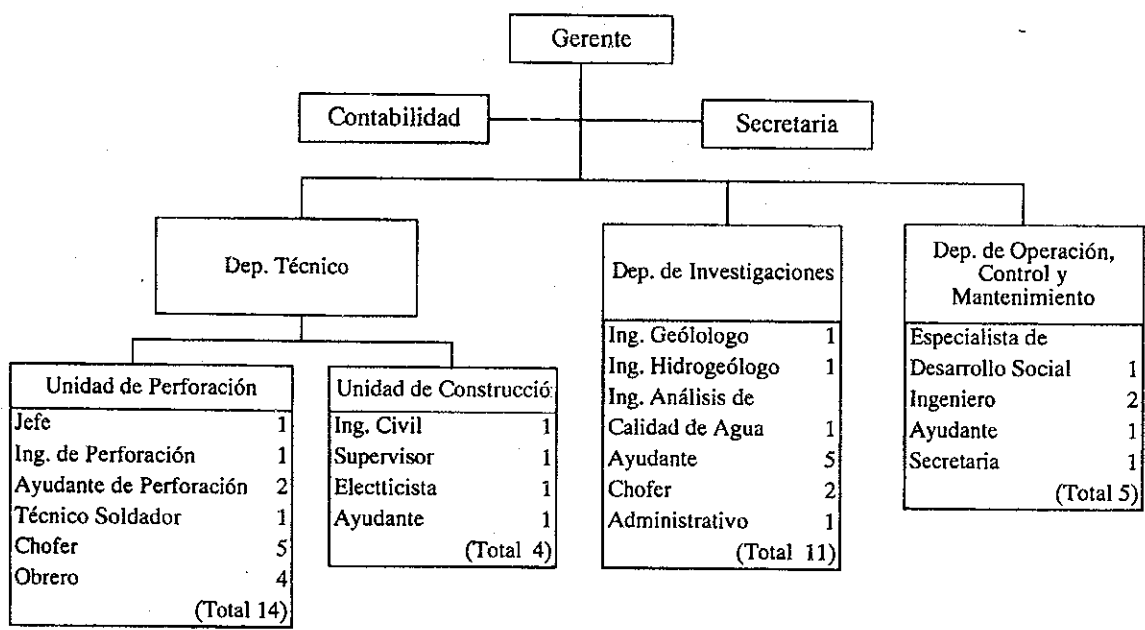 Gerente
Contabilidad
Secretaria
Dep. Técnico
Unidad de Perforación
Jefe 1
Ing. de Perforación 1
Ayudante de Perforación 2
Técnico Soldador 1
Chofer 5
Obrero 4
(Total 14)
Unidad de Construcció
Ing. Civil 1
Supervisor 1
Electticista 1
Ayudante 1
(Total 4)
Dep. de Investigaciones
Ing. Geólologo 1
Ing. Hidrogeólogo 1
Ing. Análisis de
Calidad de Agua 1
Ayudante 5
Chofer 2
Administrativo 1
(Total 11)
Dep. de Operación,
Control y
Mantenimiento
Especialista de
Desarrollo Social 1
Ingeniero 2
Ayudante 1
Secretaria 1
(Total 5)